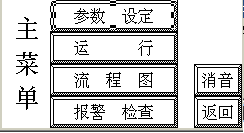 主菜单
参数 设定
运 行
流 程 图
报警 检查
消音
返回